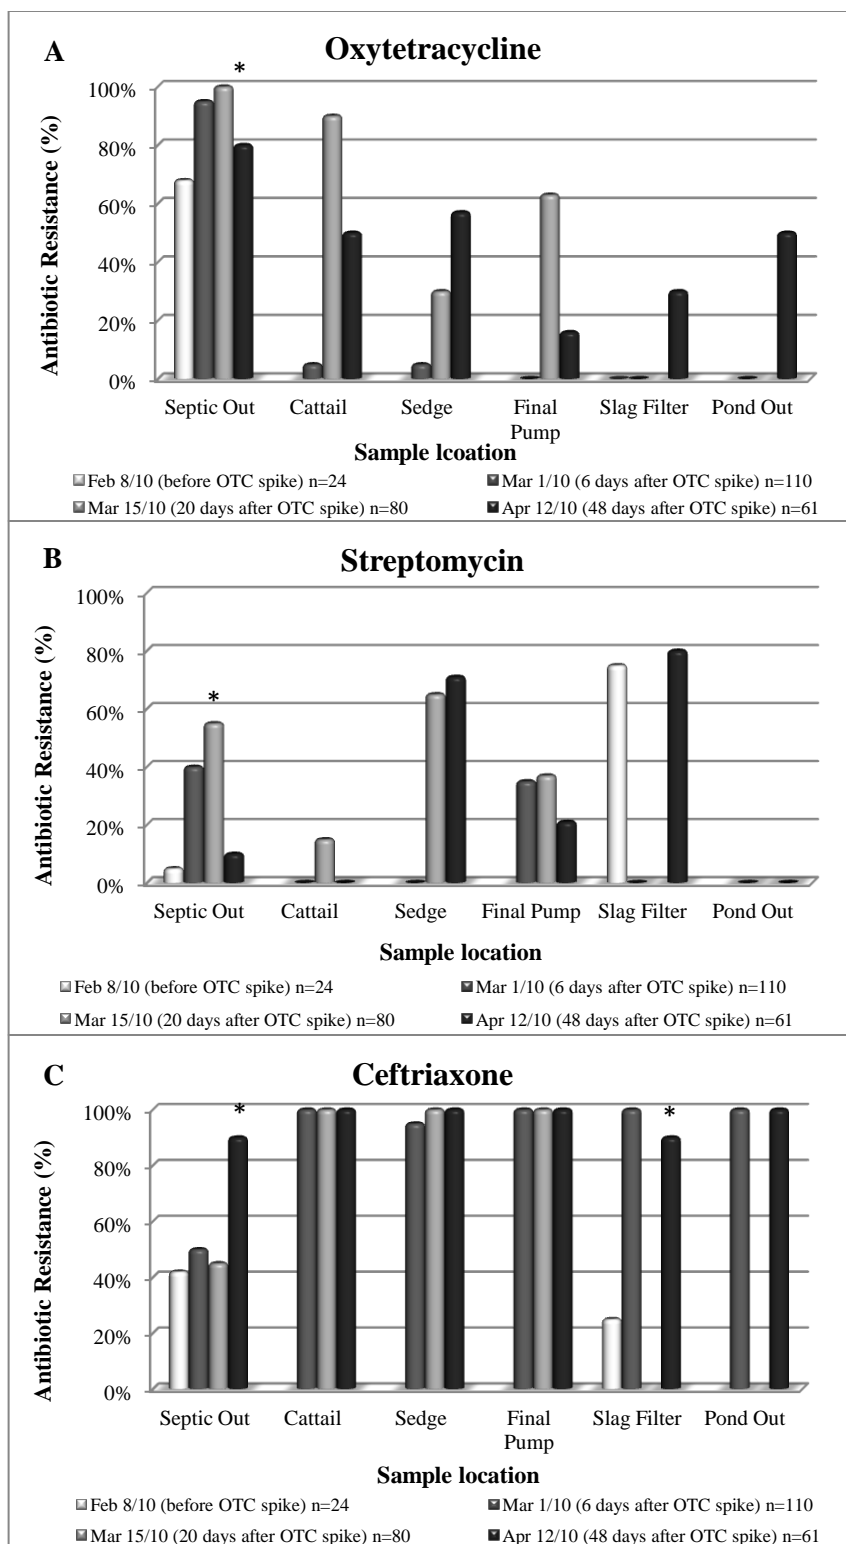 A
Oxytetracycline
*
Antibiotic Resistance (%)
100%
80%
60%
40%
20%
0%
Septic Out
Cattail
Sedge
Final
Pump
Slag Filter
Pond Out
Sample lcoation
Feb 8/10 (before OTC spike) n=24
Mar 1/10 (6 days after OTC spike) n=110
Mar 15/10 (20 days after OTC spike) n=80
Apr 12/10 (48 days after OTC spike) n=61
B
Streptomycin
*
Antibiotic Resistance (%)
100%
80%
60%
40%
20%
0%
Septic Out
Cattail
Sedge
Final Pump
Slag Filter
Pond Out
Sample location
Feb 8/10 (before OTC spike) n=24
Mar 1/10 (6 days after OTC spike) n=110
Mar 15/10 (20 days after OTC spike) n=80
Apr 12/10 (48 days after OTC spike) n=61
C
Ceftriaxone
*
*
Antibiotic Resistance (%)
100%
80%
60%
40%
20%
0%
Septic Out
Cattail
Sedge
Final
Pump
Slag Filter
Pond Out
Sample location
Feb 8/10 (before OTC spike) n=24
Mar 1/10 (6 days after OTC spike) n=110
Mar 15/10 (20 days after OTC spike) n=80
Apr 12/10 (48 days after OTC spike) n=61